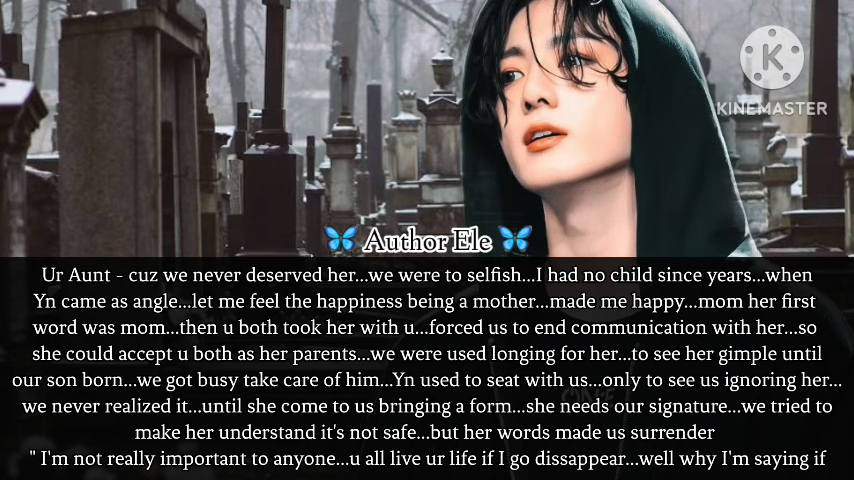 KINEMASTER
🦋 Author Ele 🦋
Ur Aunt - cuz we never deserved her...we were to selfish...I had no child since years...when
Yn came as angle...let me feel the happiness being a mother...made me happy...mom her first
word was mom...then u both took her with u...forced us to end communication with her...so
she could accept u both as her parents...we were used longing for her...to see her gimple until
our son born...we got busy take care of him...Yn used to seat with us...only to see us ignoring her...
we never realized it...until she come to us bringing a form...she needs our signature...we tried to
make her understand it's not safe...but her words made us surrender
" I'm not really important to anyone...u all live ur life if I go dissappear...well why I'm saying if